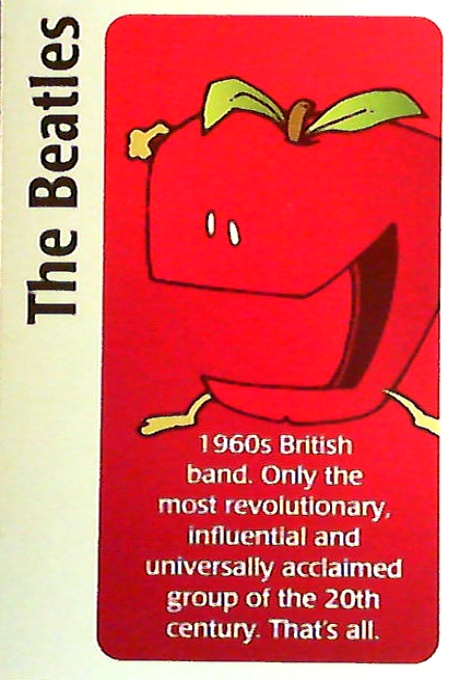 The Beatles
1960s British
band. Only the
most revolutionary,
influential and
universally acclaimed
group of the 20th
century. That's all.